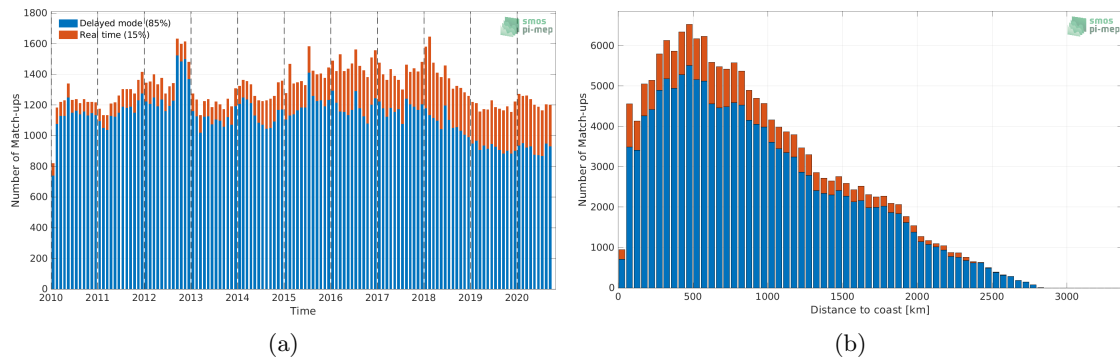 1800
1600
1400
1200
1000
800
600
400
200
0
Number of Match-ups
Delayed mode (85%)
Real time (15%)
smos
pi-mep
2010 2011 2012 2013 2014 2015 2016 2017 2018 2019 2020
Time
(a)
6000
5000
4000
3000
2000
1000
0
Number of Match-ups
smos
pi-mep
0 500 1000 1500 2000 2500 3000
Distance to coast [km]
(b)